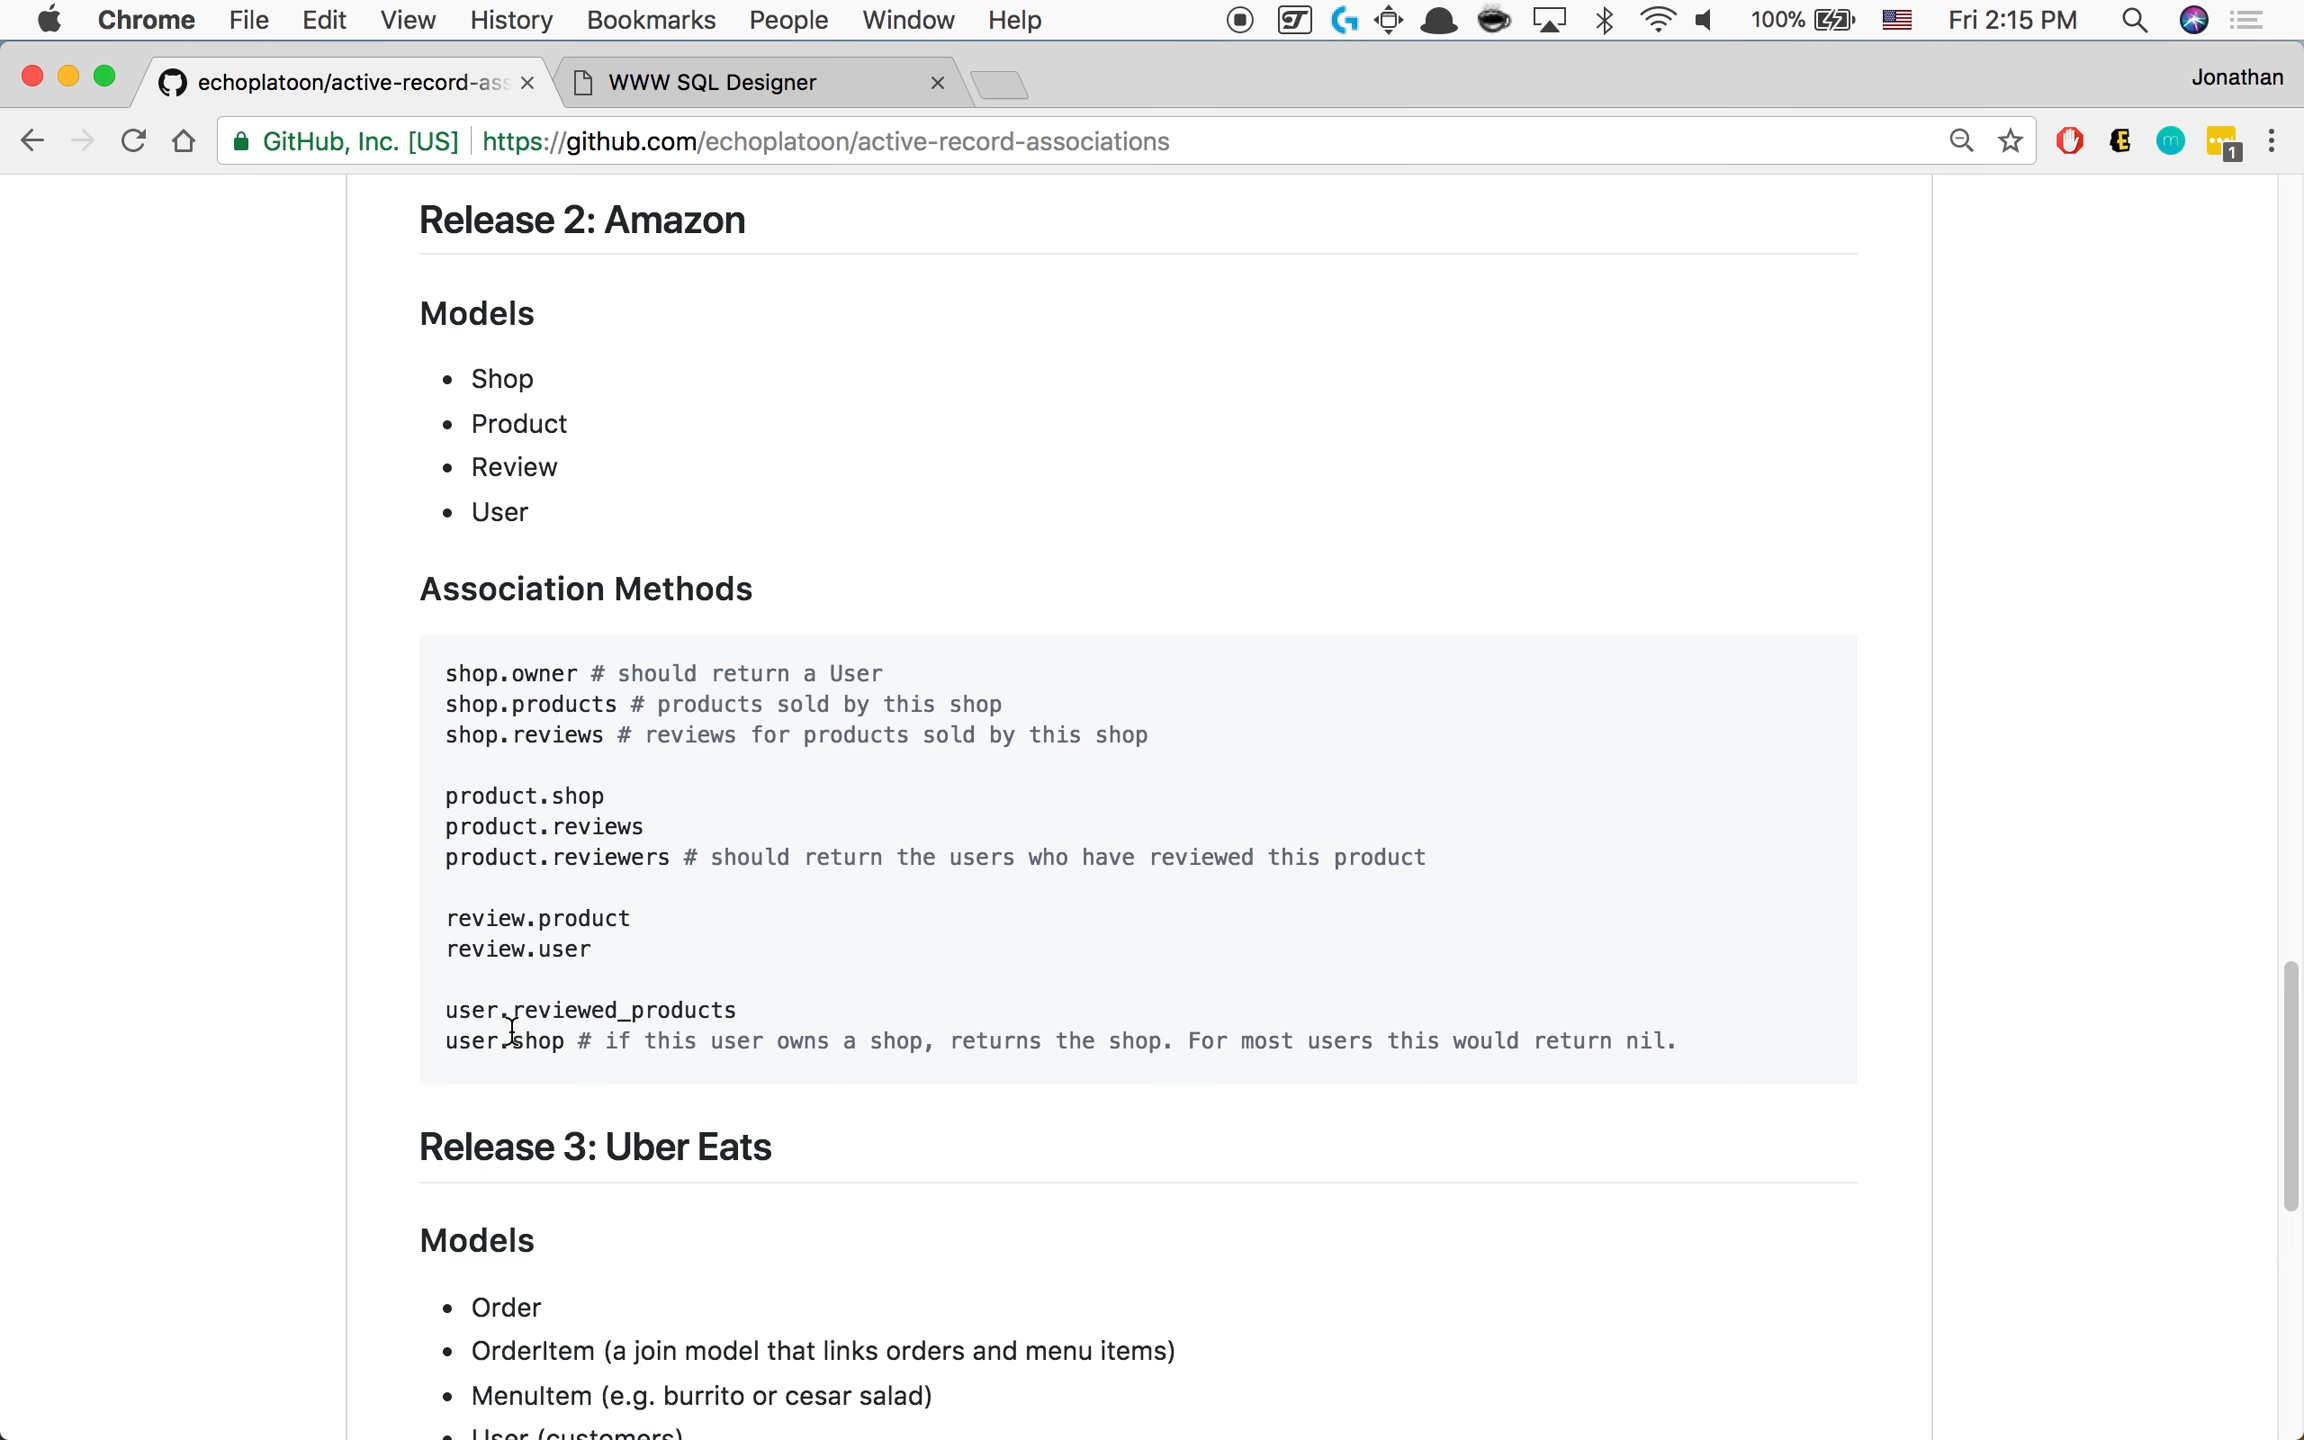 Chrome File Edit View History Bookmarks People Window Help 100% Fri 2:15 PM
echoplatoon/active-record-ass WWW SQL Designer Jonathan
GitHub, Inc. [US] https://github.com/echoplatoon/active-record-associations 1
Release 2: Amazon
Models
• Shop
• Product
• Review
• User
Association Methods
shop.owner # should return a User
shop.products # products sold by this shop
shop.reviews # reviews for products sold by this shop
product.shop
product.reviews
product.reviewers # should return the users who have reviewed this product
review.product
review.user
user.reviewed_products
user.shop # if this user owns a shop, returns the shop. For most users this would return nil.
Release 3: Uber Eats
Models
• Order
• OrderItem (a join model that links orders and menu items)
• MenuItem (e.g. burrito or cesar salad)
• User (customers)